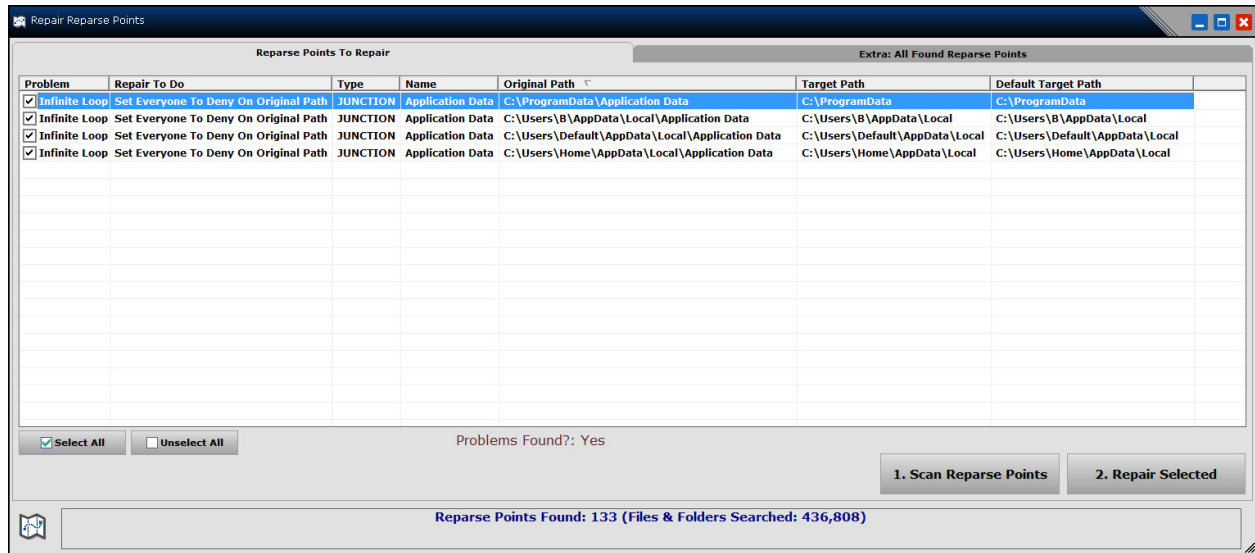 Repair Reparse Points
Reparse Points To Repair Extra: All Found Reparse Points
Problem Repair To Do Type Name Original Path Target Path Default Target Path
Infinite Loop Set Everyone To Deny On Original Path JUNCTION Application Data C:\ProgramData\Application Data C:\ProgramData C:\ProgramData
Infinite Loop Set Everyone To Deny On Original Path JUNCTION Application Data C:\Users\B\AppData\Local\Application Data C:\Users\B\AppData\Local C:\Users\B\AppData\Local
Infinite Loop Set Everyone To Deny On Original Path JUNCTION Application Data C:\Users\Default\AppData\Local\Application Data C:\Users\Default\AppData\Local C:\Users\Default\AppData\Local
Infinite Loop Set Everyone To Deny On Original Path JUNCTION Application Data C:\Users\Home\AppData\Local\Application Data C:\Users\Home\AppData\Local C:\Users\Home\AppData\Local
Select All Unselect All Problems Found?: Yes
1. Scan Reparse Points 2. Repair Selected
Reparse Points Found: 133 (Files & Folders Searched: 436,808)